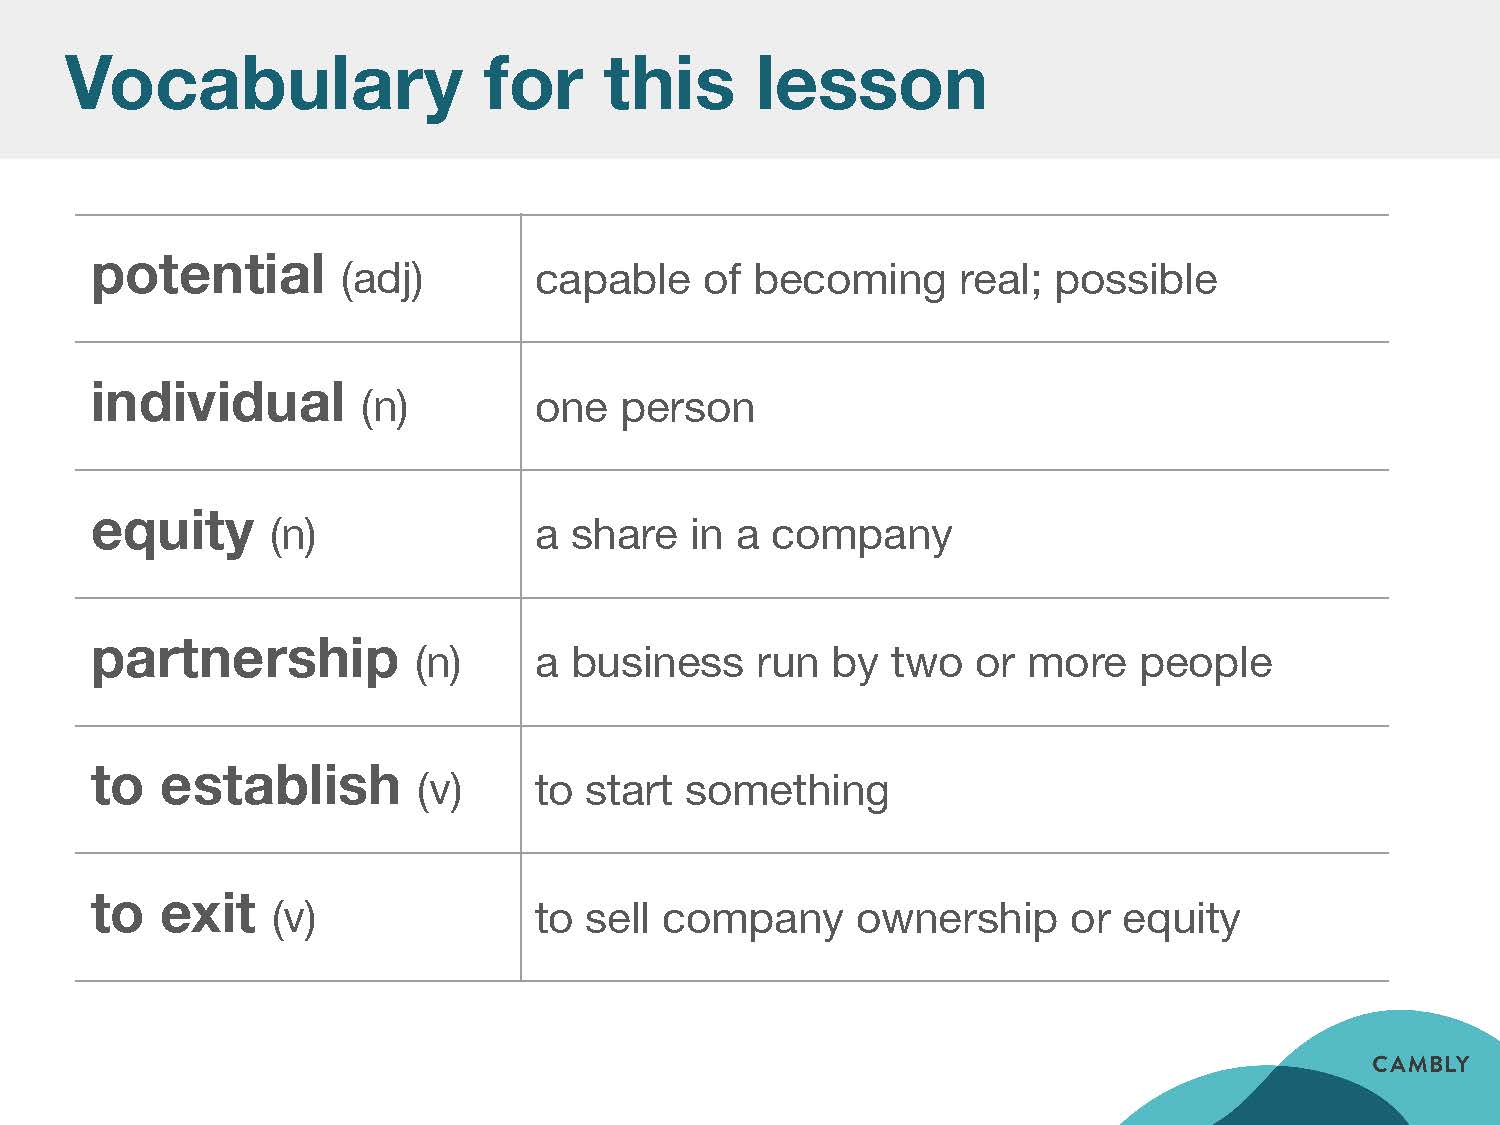 Vocabulary for this lesson
potential (adj) capable of becoming real; possible
individual (n) one person
equity (n) a share in a company
partnership (n) a business run by two or more people
to establish (v) to start something
to exit (v) to sell company ownership or equity
CAMBLY